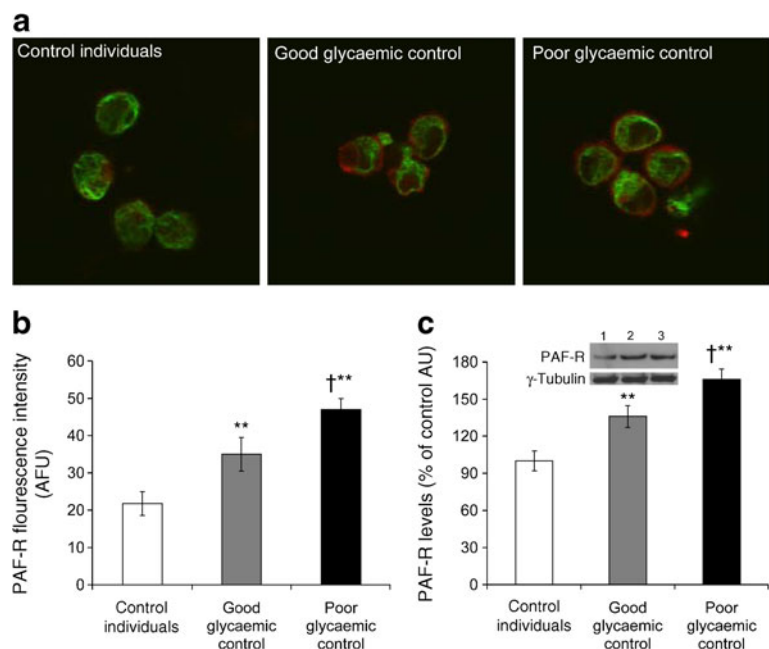 a
Control individuals
Good glycaemic control
Poor glycaemic control
b
60
50
40
30
20
10
0
PAF-R flourescence intensity
(AFU)
**
†**
Control
individuals
Good
glycaemic
control
Poor
glycaemic
control
c
1 2 3
PAF-R
γ-Tubulin
180
150
120
90
60
30
0
PAF-R levels (% of control AU)
**
†**
Control
individuals
Good
glycaemic
control
Poor
glycaemic
control